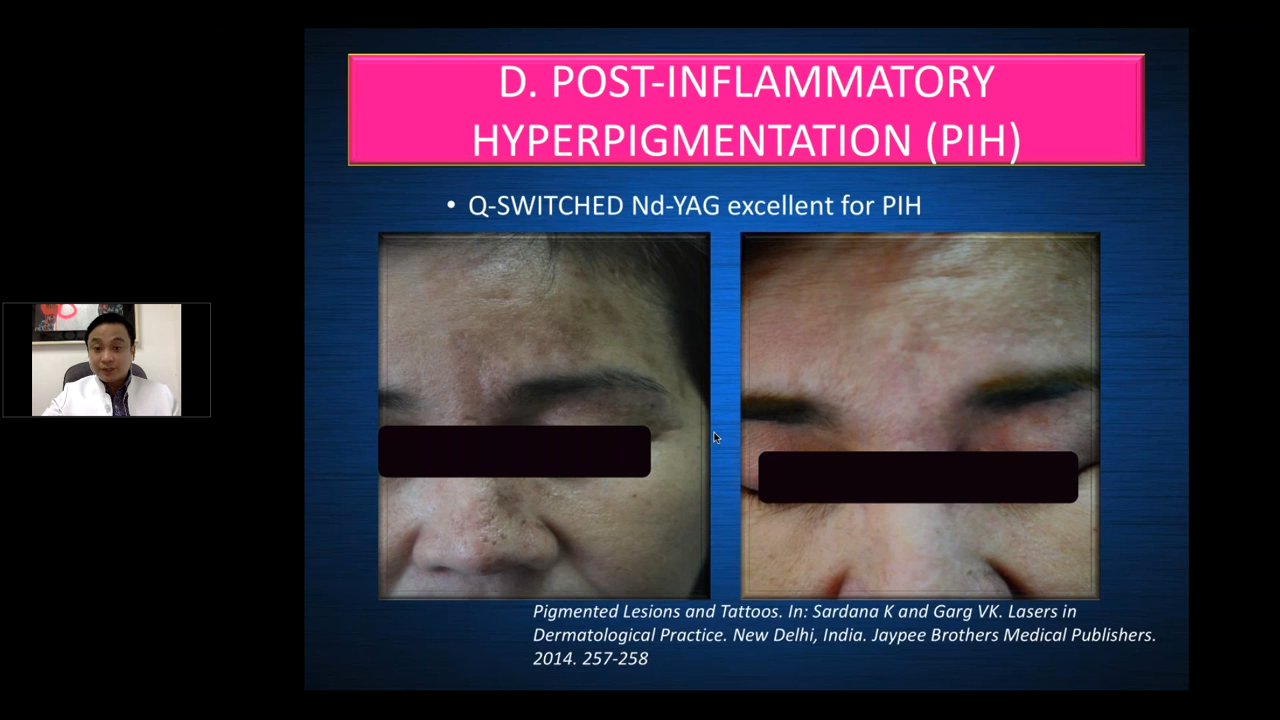 D. POST-INFLAMMATORY
HYPERPIGMENTATION (PIH)
• Q-SWITCHED Nd-YAG excellent for PIH
Pigmented Lesions and Tattoos. In: Sardana K and Garg VK. Lasers in
Dermatological Practice. New Delhi, India. Jaypee Brothers Medical Publishers.
2014. 257-258